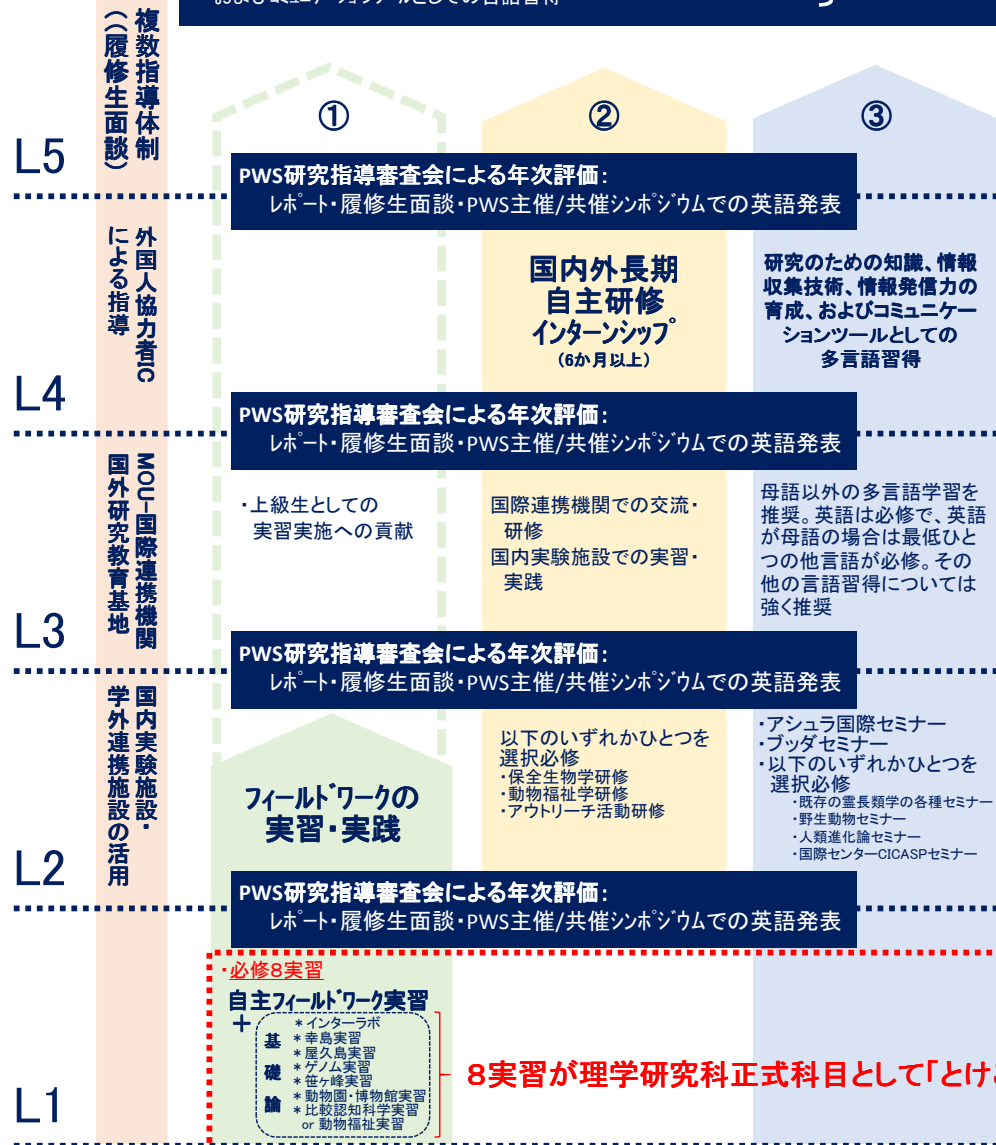 およびコミュニケーションツールとしての言語習得
複数指導体制
（（履修生面談）
①
②
③
L5
PWS研究指導審査会による年次評価：
レポート・履修生面談・PWS主催/共催シンポジウムでの英語発表
外国人協力者IC
による指導
国内外長期
自主研修
インターンシップ
（6か月以上）
研究のための知識、情報
収集技術、情報発信力の
育成、およびコミュニケー
ションツールとしての
多言語習得
L4
PWS研究指導審査会による年次評価：
レポート・履修生面談・PWS主催/共催シンポジウムでの英語発表
MOU-国際連携機関
国外研究教育基地
・上級生としての
実習実施への貢献
国際連携機関での交流・
研修
国内実験施設での実習・
実践
母語以外の多言語学習を
推奨。英語は必修で、英語
が母語の場合は最低ひと
つの他言語が必修。その
他の言語習得については
強く推奨
L3
PWS研究指導審査会による年次評価：
レポート・履修生面談・PWS主催/共催シンポジウムでの英語発表
国内実験施設・
学外連携施設の活用
フィールドワークの
実習・実践
以下のいずれかひとつを
選択必修
・保全生物学研修
・動物福祉学研修
・アウトリーチ活動研修
・アシュラ国際セミナー
・ブッダセミナー
・以下のいずれかひとつを
選択必修
・既存の霊長類学の各種セミナー
・野生動物セミナー
・人類進化論セミナー
・国際センターCICASPセミナー
L2
PWS研究指導審査会による年次評価：
レポート・履修生面談・PWS主催/共催シンポジウムでの英語発表
・必修８実習
自主フィールドワーク実習
＋
基礎論
＊インターラボ
＊幸島実習
＊屋久島実習
＊ゲノム実習
＊笹ヶ峰実習
＊動物園・博物館実習
＊比較認知科学実習
or 動物福祉実習
８実習が理学研究科正式科目として「とけ
L1